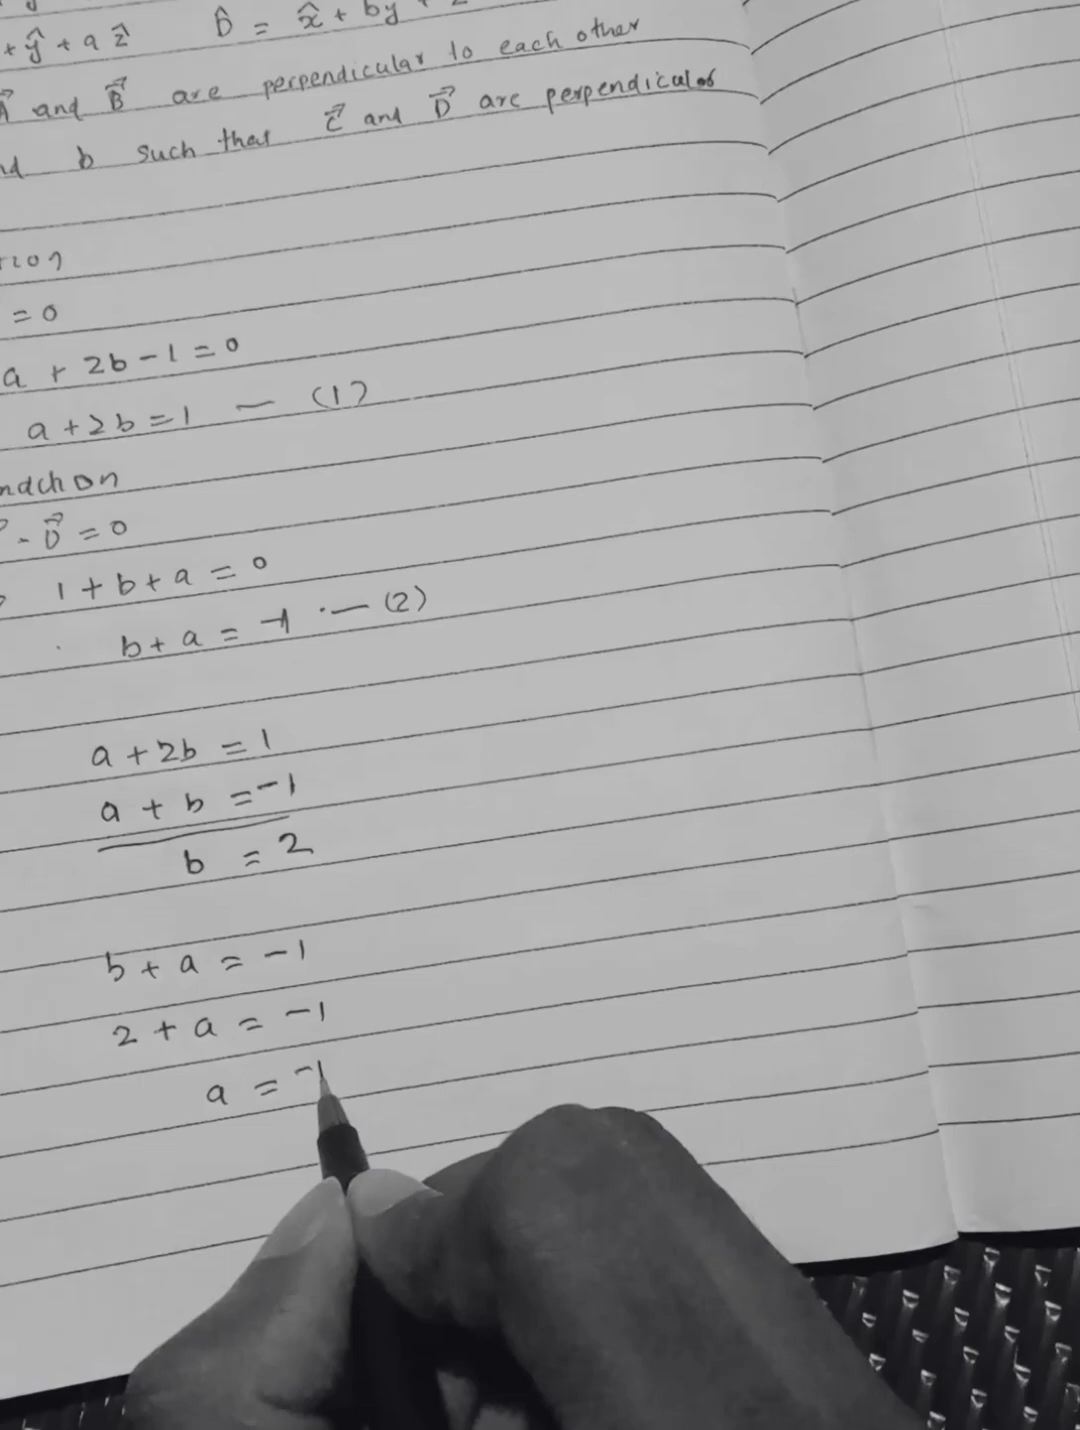 + ŷ + a ẑ D̂ = x̂ + by +
A⃗ and B⃗ are perpendicular to each other
b such that C⃗ and D⃗ are perpendicular
= 0
a + 2b - 1 = 0
a + 2b = 1 — (1)
. D⃗ = 0
1 + b + a = 0
b + a = -1 — (2)
a + 2b = 1
a + b = -1
b = 2
b + a = -1
2 + a = -1
a = -1